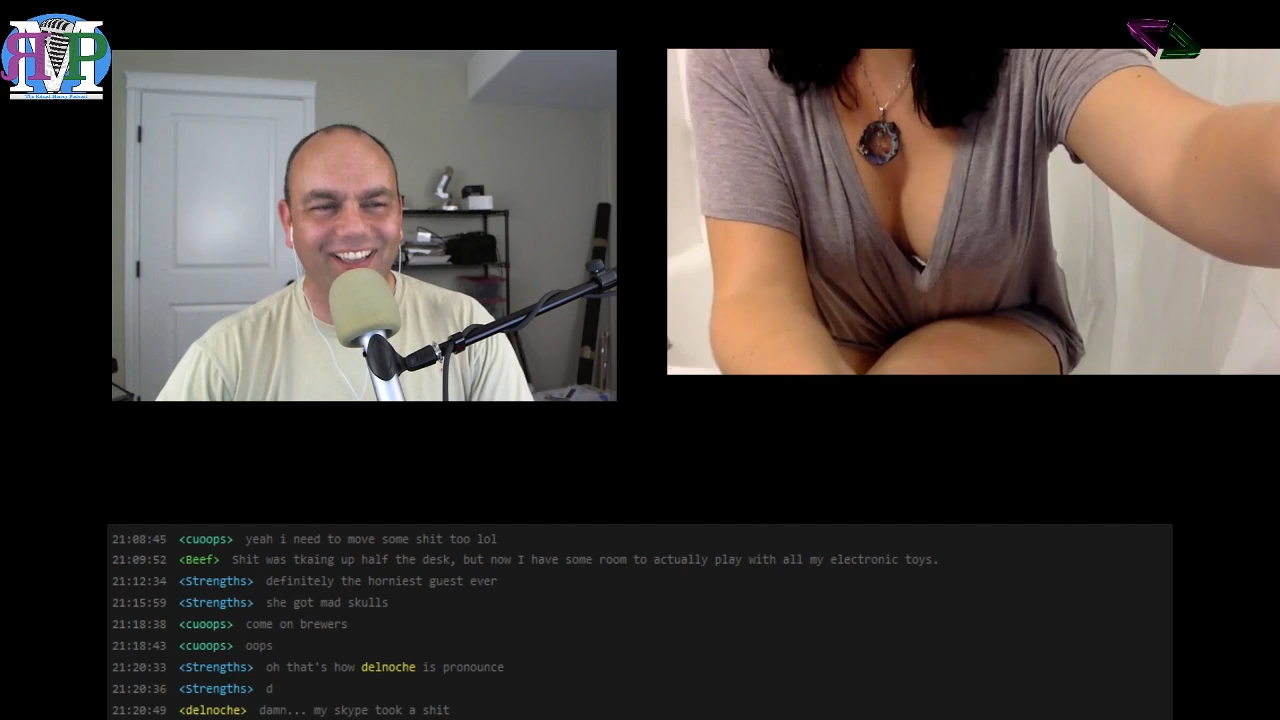 RMP
21:08:45 <cuoops> yeah i need to move some shit too lol
21:09:52 <Beef> Shit was tkaing up half the desk, but now I have some room to actually play with all my electronic toys.
21:12:34 <Strengths> definitely the horniest guest ever
21:15:59 <Strengths> she got mad skulls
21:18:38 <cuoops> come on brewers
21:18:43 <cuoops> oops
21:20:33 <Strengths> oh that's how delnoche is pronounce
21:20:36 <Strengths> d
21:20:49 <delnoche> damn... my skype took a shit